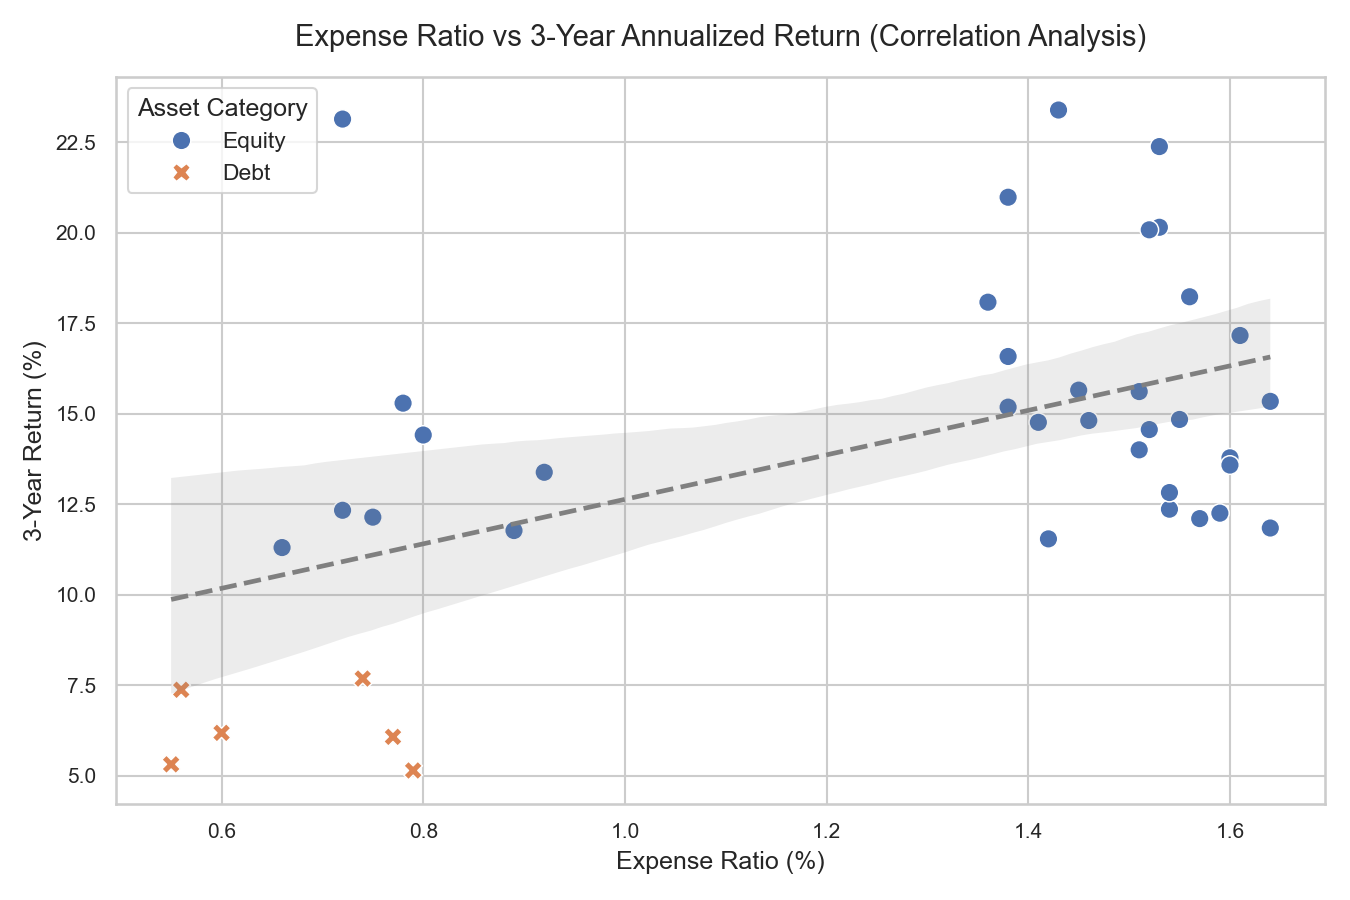 Expense Ratio vs 3-Year Annualized Return (Correlation Analysis)
Asset Category
Equity
Debt
3-Year Return (%)
22.5
20.0
17.5
15.0
12.5
10.0
7.5
5.0
0.6 0.8 1.0 1.2 1.4 1.6
Expense Ratio (%)